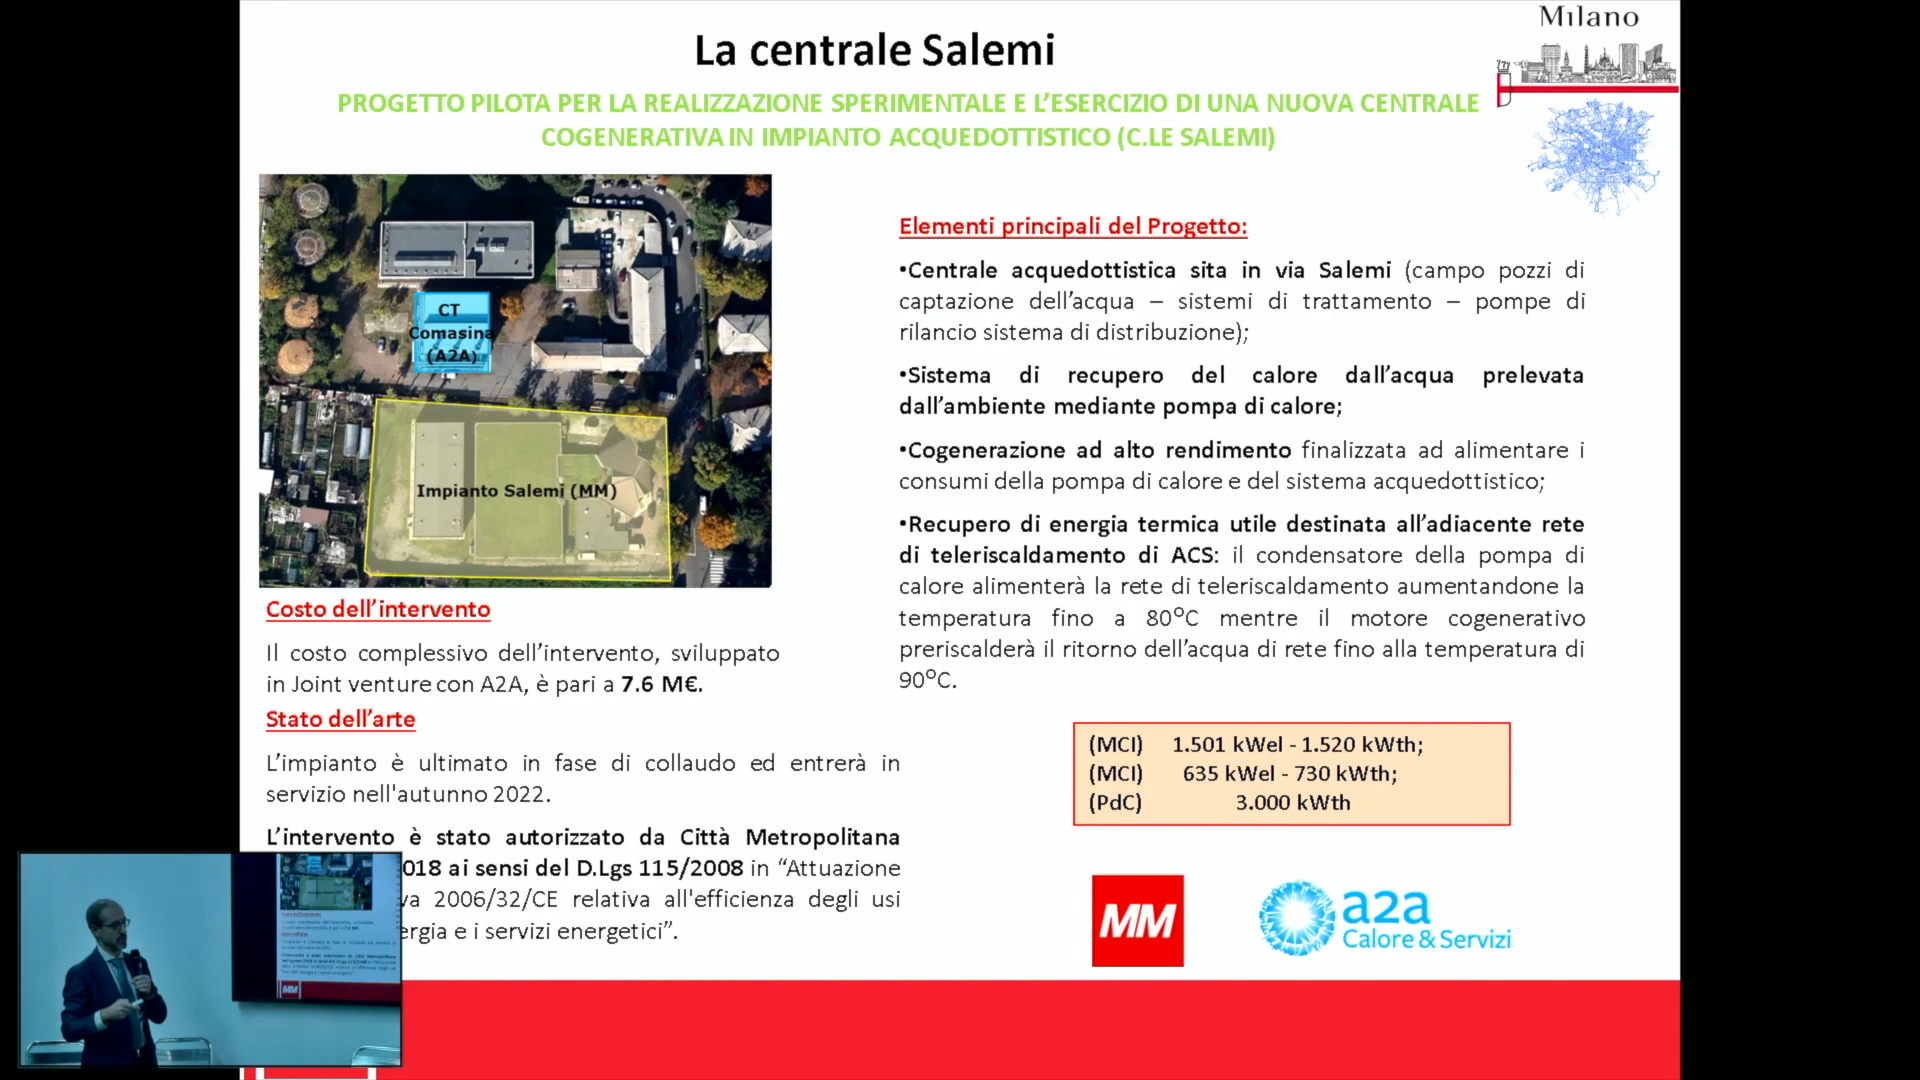 Milano
La centrale Salemi
PROGETTO PILOTA PER LA REALIZZAZIONE SPERIMENTALE E L’ESERCIZIO DI UNA NUOVA CENTRALE
COGENERATIVA IN IMPIANTO ACQUEDOTTISTICO (C.LE SALEMI)
CT
Comasina
(A2A)
Impianto Salemi (MM)
Costo dell’intervento
Il costo complessivo dell’intervento, sviluppato
in Joint venture con A2A, è pari a 7.6 M€.
Stato dell’arte
L’impianto è ultimato in fase di collaudo ed entrerà in
servizio nell'autunno 2022.
L’intervento è stato autorizzato da Città Metropolitana
018 ai sensi del D.Lgs 115/2008 in “Attuazione
va 2006/32/CE relativa all'efficienza degli usi
ergia e i servizi energetici”.
Elementi principali del Progetto:
•Centrale acquedottistica sita in via Salemi (campo pozzi di
captazione dell’acqua – sistemi di trattamento – pompe di
rilancio sistema di distribuzione);
•Sistema di recupero del calore dall’acqua prelevata
dall’ambiente mediante pompa di calore;
•Cogenerazione ad alto rendimento finalizzata ad alimentare i
consumi della pompa di calore e del sistema acquedottistico;
•Recupero di energia termica utile destinata all’adiacente rete
di teleriscaldamento di ACS: il condensatore della pompa di
calore alimenterà la rete di teleriscaldamento aumentandone la
temperatura fino a 80°C mentre il motore cogenerativo
preriscalderà il ritorno dell’acqua di rete fino alla temperatura di
90°C.
(MCI) 1.501 kWel - 1.520 kWth;
(MCI) 635 kWel - 730 kWth;
(PdC) 3.000 kWth
MM
a2a
Calore & Servizi
MM